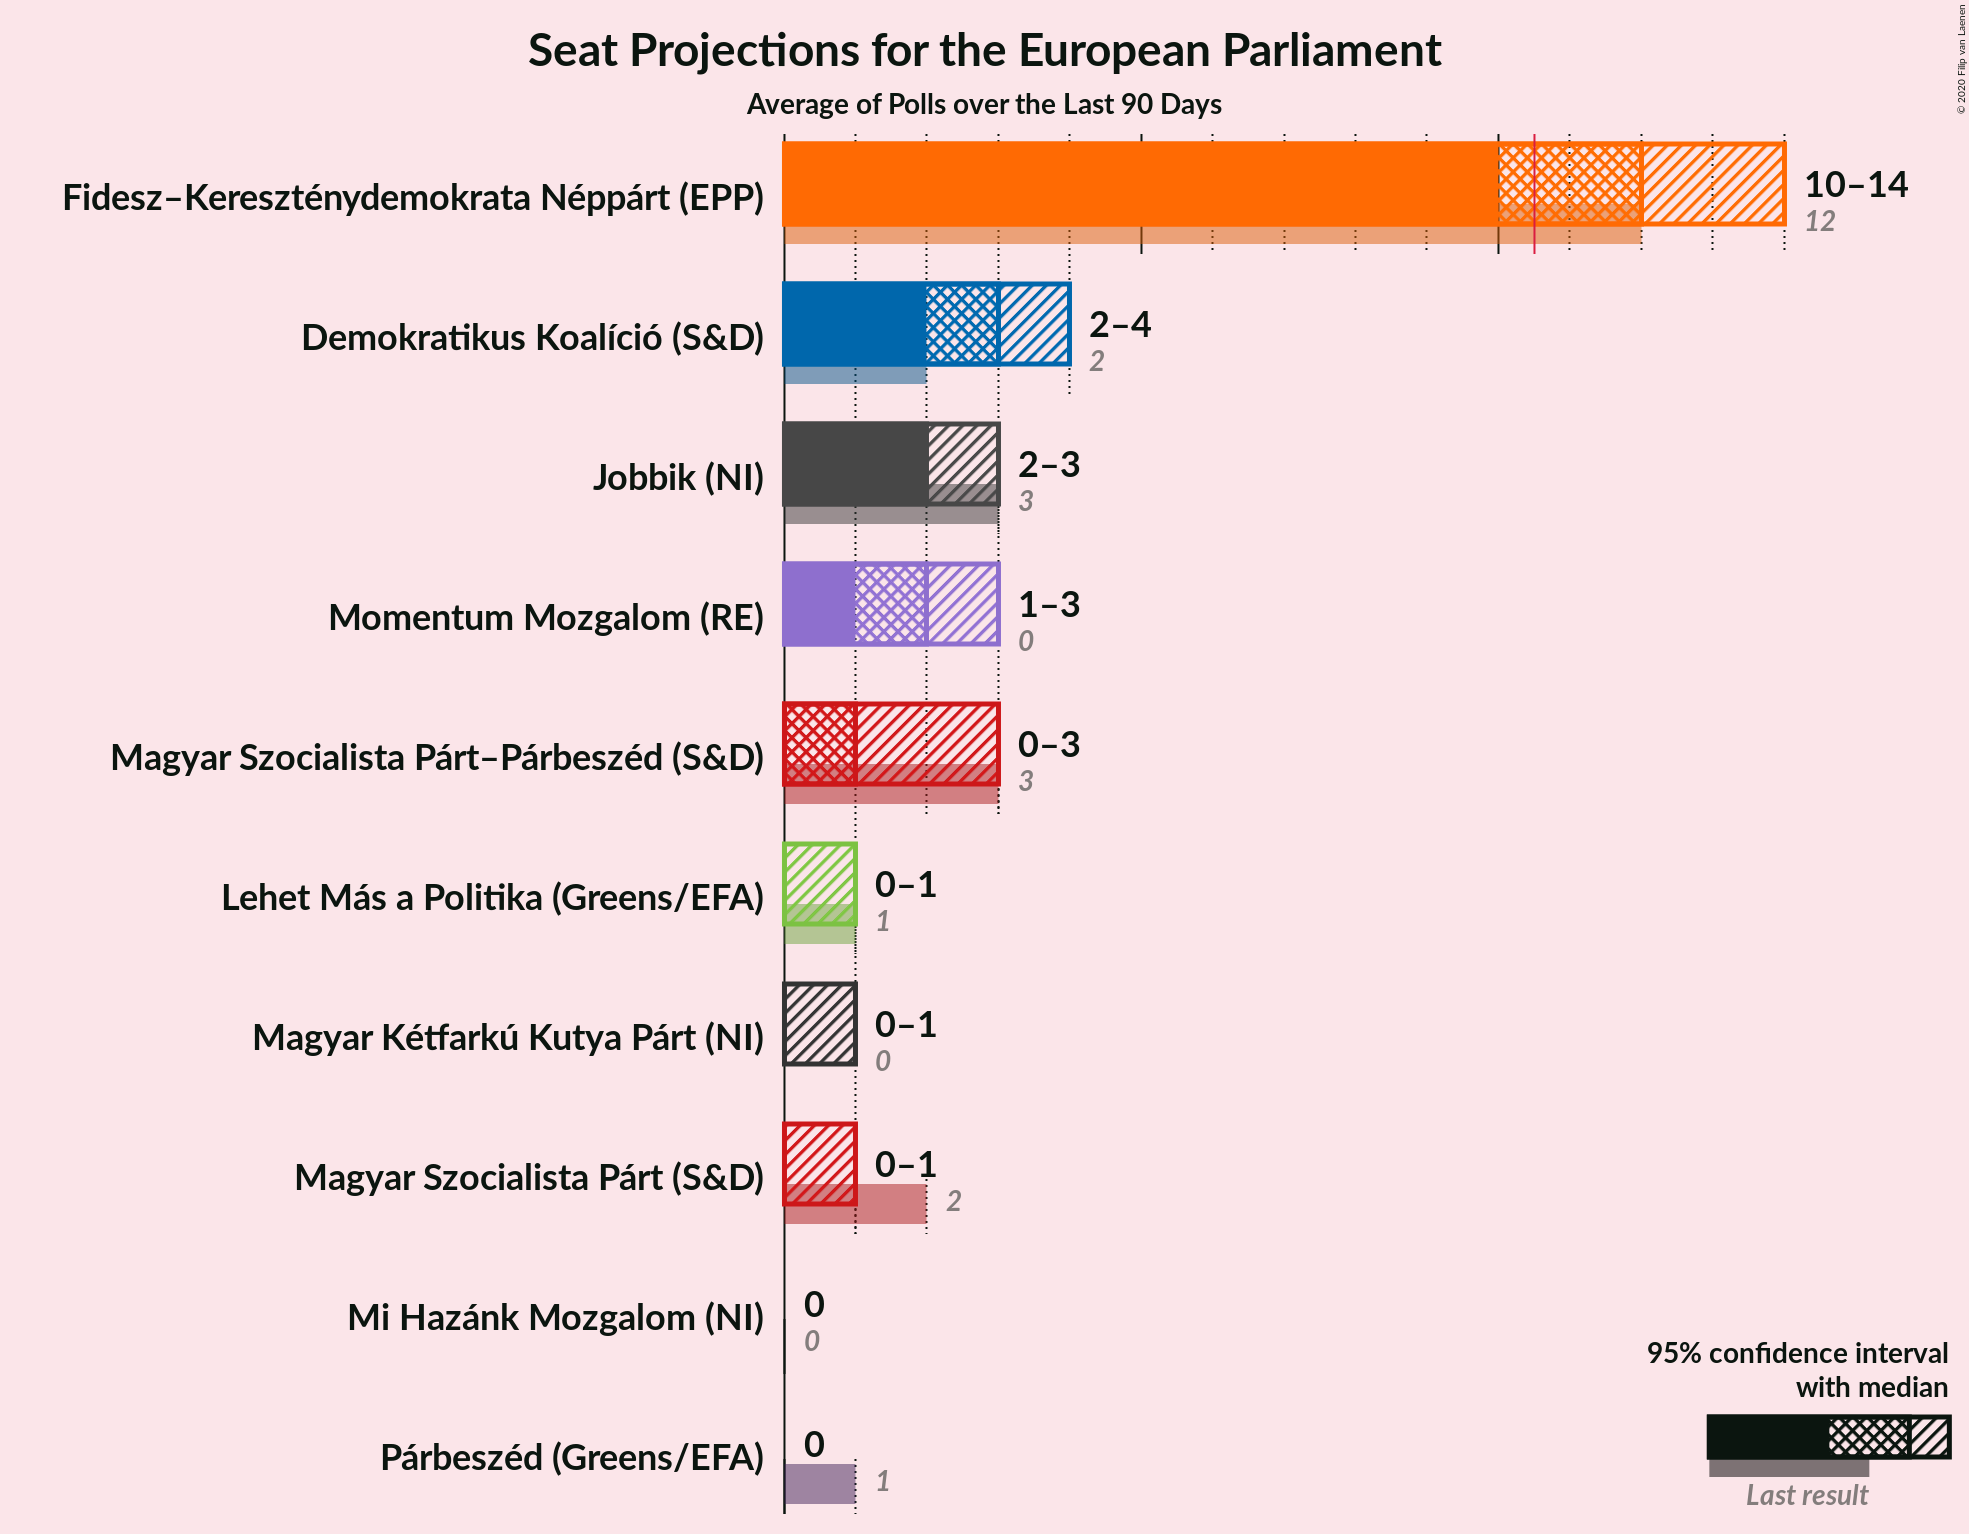 Seat Projections for the European Parliament
Average of Polls over the Last 90 Days
© 2020 Filip van Laenen
Fidesz–Kereszténydemokrata Néppárt (EPP)
10–14
12
Demokratikus Koalíció (S&D)
2–4
2
Jobbik (NI)
2–3
3
Momentum Mozgalom (RE)
1–3
0
Magyar Szocialista Párt–Párbeszéd (S&D)
0–3
3
Lehet Más a Politika (Greens/EFA)
0–1
1
Magyar Kétfarkú Kutya Párt (NI)
0–1
0
Magyar Szocialista Párt (S&D)
0–1
2
Mi Hazánk Mozgalom (NI)
0
0
Párbeszéd (Greens/EFA)
0
1
95% confidence interval
with median
Last result